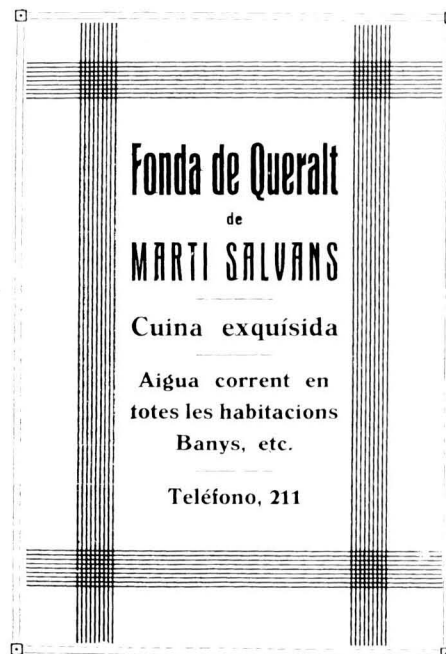 Fonda de Queralt
de
MARTI SALVANS
Cuina exquísida
Aigua corrent en
totes les habitacions
Banys, etc.
Teléfono, 211